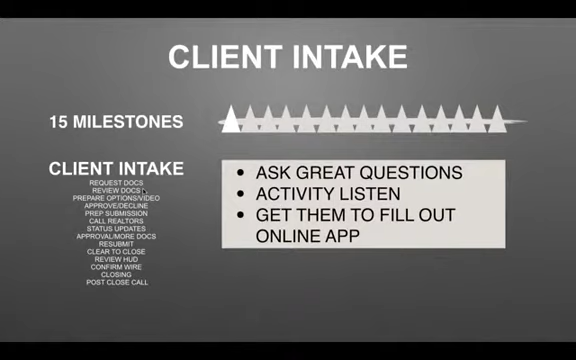 CLIENT INTAKE
15 MILESTONES
CLIENT INTAKE
REQUEST DOCS
REVIEW DOCS
PREPARE OPTIONS/VIDEO
APPROVE/DECLINE
PREP SUBMISSION
CALL REALTORS
STATUS UPDATES
APPROVAL/MORE DOCS
RESUBMIT
CLEAR TO CLOSE
REVIEW HUD
CONFIRM WIRE
CLOSING
POST CLOSE CALL
• ASK GREAT QUESTIONS
• ACTIVITY LISTEN
• GET THEM TO FILL OUT
ONLINE APP